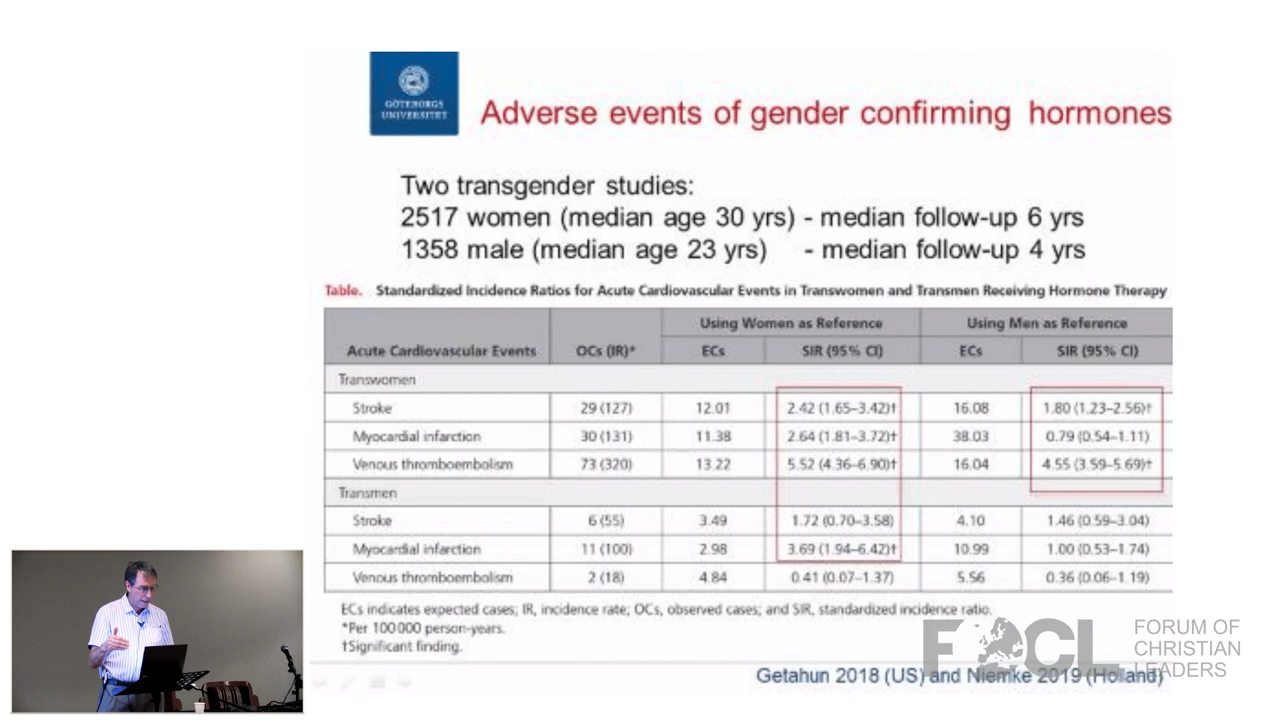 GÖTEBORGS
UNIVERSITET
Adverse events of gender confirming hormones
Two transgender studies:
2517 women (median age 30 yrs) - median follow-up 6 yrs
1358 male (median age 23 yrs) - median follow-up 4 yrs
Table. Standardized Incidence Ratios for Acute Cardiovascular Events in Transwomen and Transmen Receiving Hormone Therapy
Using Women as Reference Using Men as Reference
Acute Cardiovascular Events OCs (IR)* ECs SIR (95% CI) ECs SIR (95% CI)
Transwomen
Stroke 29 (127) 12.01 2.42 (1.65–3.42)† 16.08 1.80 (1.23–2.56)†
Myocardial infarction 30 (131) 11.38 2.64 (1.81–3.72)† 38.03 0.79 (0.54–1.11)
Venous thromboembolism 73 (320) 13.22 5.52 (4.36–6.90)† 16.04 4.55 (3.59–5.69)†
Transmen
Stroke 6 (55) 3.49 1.72 (0.70–3.58) 4.10 1.46 (0.59–3.04)
Myocardial infarction 11 (100) 2.98 3.69 (1.94–6.42)† 10.99 1.00 (0.53–1.74)
Venous thromboembolism 2 (18) 4.84 0.41 (0.07–1.37) 5.56 0.36 (0.06–1.19)
ECs indicates expected cases; IR, incidence rate; OCs, observed cases; and SIR, standardized incidence ratio.
*Per 100 000 person-years.
†Significant finding.
Getahun 2018 (US) and Niemke 2019 (Holland)
FOCL
FORUM OF
CHRISTIAN
LEADERS